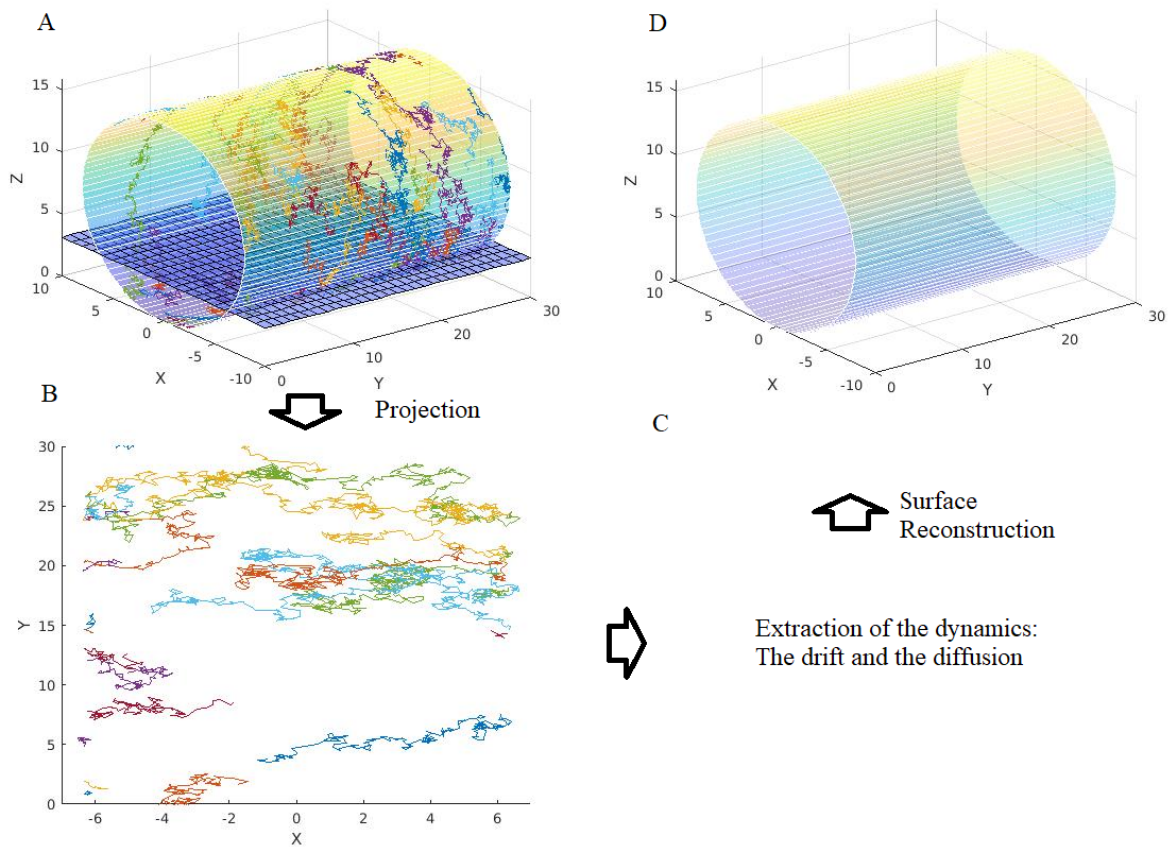 A
15
10
5
0
Z
10
5
0
-5
-10
X
0
10
20
30
Y
D
15
10
5
0
Z
10
5
0
-5
-10
X
0
10
20
30
Y
B
Projection
C
30
25
20
15
10
5
0
Y
-6
-4
-2
0
2
4
6
X
Surface
Reconstruction
Extraction of the dynamics:
The drift and the diffusion